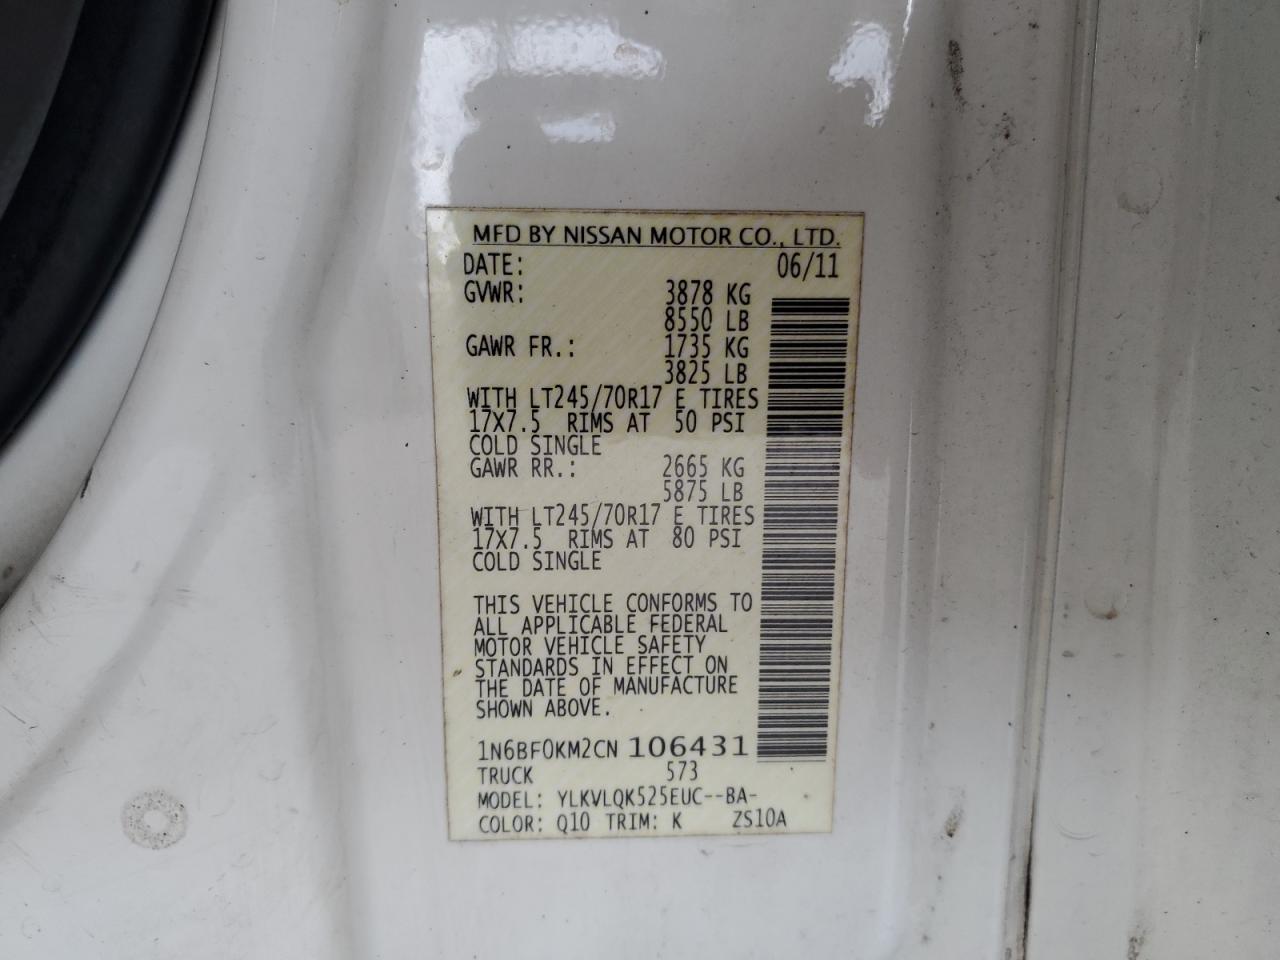 MFD BY NISSAN MOTOR CO., LTD.
DATE: 06/11
GVWR: 3878 KG
8550 LB
GAWR FR.: 1735 KG
3825 LB
WITH LT245/70R17 E TIRES
17X7.5 RIMS AT 50 PSI
COLD SINGLE
GAWR RR.: 2665 KG
5875 LB
WITH LT245/70R17 E TIRES
17X7.5 RIMS AT 80 PSI
COLD SINGLE
THIS VEHICLE CONFORMS TO
ALL APPLICABLE FEDERAL
MOTOR VEHICLE SAFETY
STANDARDS IN EFFECT ON
THE DATE OF MANUFACTURE
SHOWN ABOVE.
1N6BF0KM2CN 106431
TRUCK 573
MODEL: YLKVLQK525EUC--BA-
COLOR: Q10 TRIM: K ZS10A